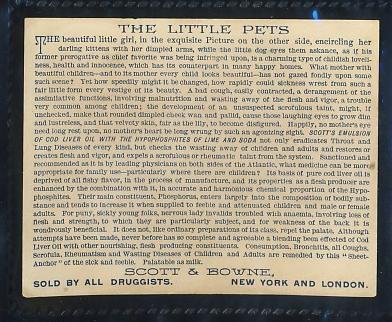 THE LITTLE PETS
THE beautiful little girl, in the exquisite Picture on the other side, encircling her
darling kittens with her dimpled arms, while the little dog eyes them askance, as if his
former prerogative as chief favorite was being infringed upon, is a charming type of childish loveli-
ness, health and innocence, which has its counterpart in many happy homes. What mother with
beautiful children—and to its mother every child looks beautiful—has not gazed fondly upon some
such scene? Yet how speedily might it be changed, how rapidly could sickness wrest from such a
fair little form every vestige of its beauty. A bad cough, easily contracted, a derangement of the
assimilative functions, involving malnutrition and wasting away of the flesh and vigor, a trouble
very common among children; the development of an unsuspected scrofulous taint, might, if
unchecked, make that rounded dimpled cheek wan and pallid, cause those laughing eyes to grow dim
and lustreless, and that velvety skin, fair as the lily, to become disfigured. Happily, no mother's eye
need long rest upon, no mother's heart be long wrung by such an agonizing sight. SCOTT'S EMULSION
OF COD LIVER OIL WITH THE HYPOPHOSPHITES OF LIME AND SODA not only eradicates Throat and
Lung Diseases of every kind, but checks the wasting away of children and adults and restores or
creates flesh and vigor, and expels a scrofulous or rheumatic taint from the system. Sanctioned and
recommended as it is by leading physicians on both sides of the Atlantic, what medicine can be more
appropriate for family use—particularly where there are children? Its basis of pure cod liver oil is
deprived of all fishy flavor, in the process of manufacture, and its properties as a flesh producer are
enhanced by the combination with it, in accurate and harmonious chemical proportion of the Hypo-
phosphites. Their main constituent, Phosphorus, enters largely into the composition of bodily sub-
stance and tends to increase it when supplied to feeble and attenuated children and male or female
adults. For puny, sickly young folks, nervous lady invalids troubled with anaemia, involving loss of
flesh and strength, to which they are particularly subject, and for weakness of the back it is
wondrously beneficial. It does not, like ordinary preparations of its class, repel the palate. Although
attempts have been made, never before has so complete and agreeable a blending been effected of Cod
Liver Oil with other nourishing, flesh producing constituents. Consumption, Bronchitis, all Coughs,
Scrofula, Rheumatism and Wasting Diseases of Children and Adults are remedied by this "Sheet-
Anchor" of the sick and feeble. Palatable as milk.
SCOTT & BOWNE,
SOLD BY ALL DRUGGISTS. NEW YORK AND LONDON.